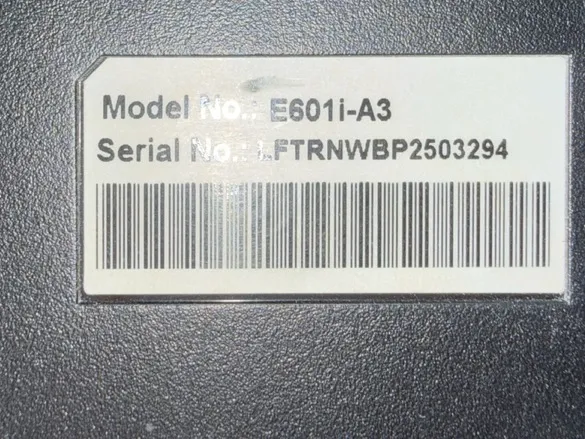 Model No.: E601i-A3
Serial No.: LFTRNWBP2503294